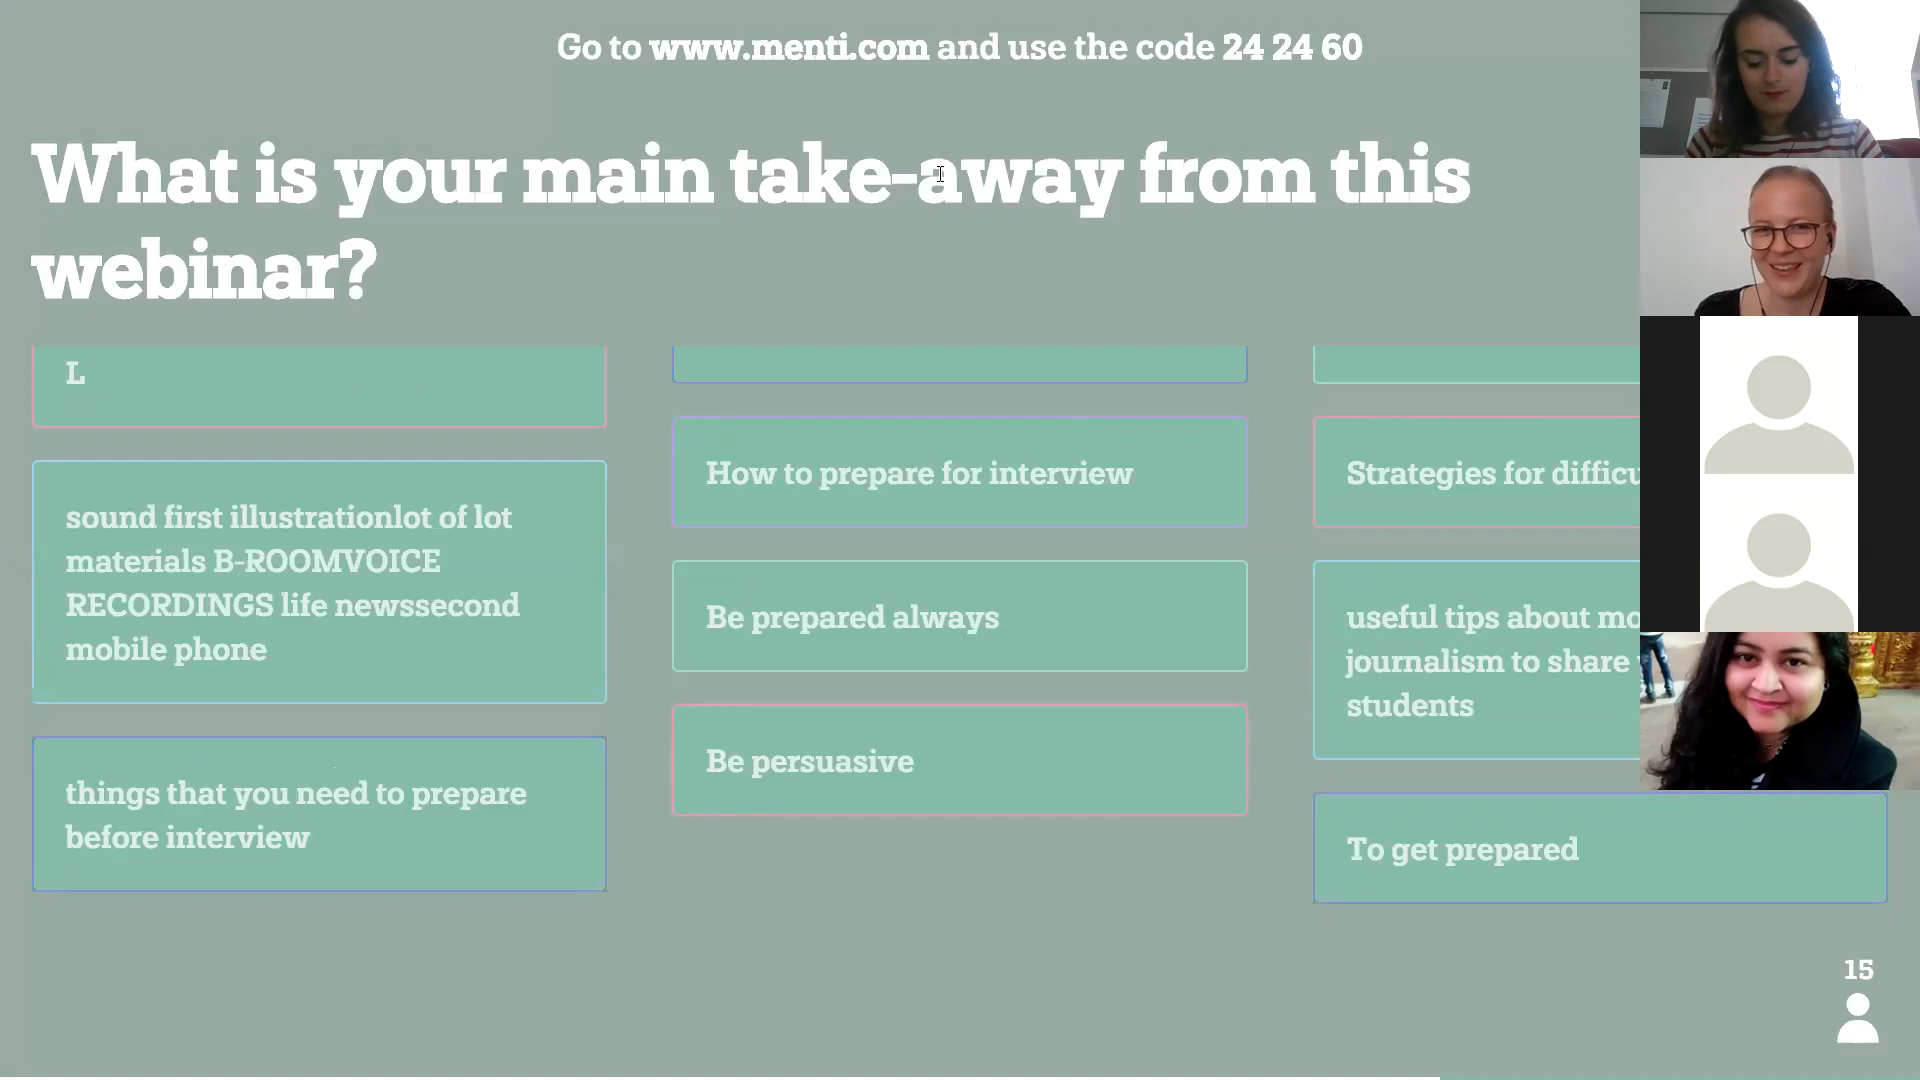 Go to www.menti.com and use the code 24 24 60
What is your main take-away from this
webinar?
L
sound first illustrationlot of lot
materials B-ROOMVOICE
RECORDINGS life newssecond
mobile phone
things that you need to prepare
before interview
How to prepare for interview
Be prepared always
Be persuasive
Strategies for
useful tips about
journalism to share
students
To get prepared
15